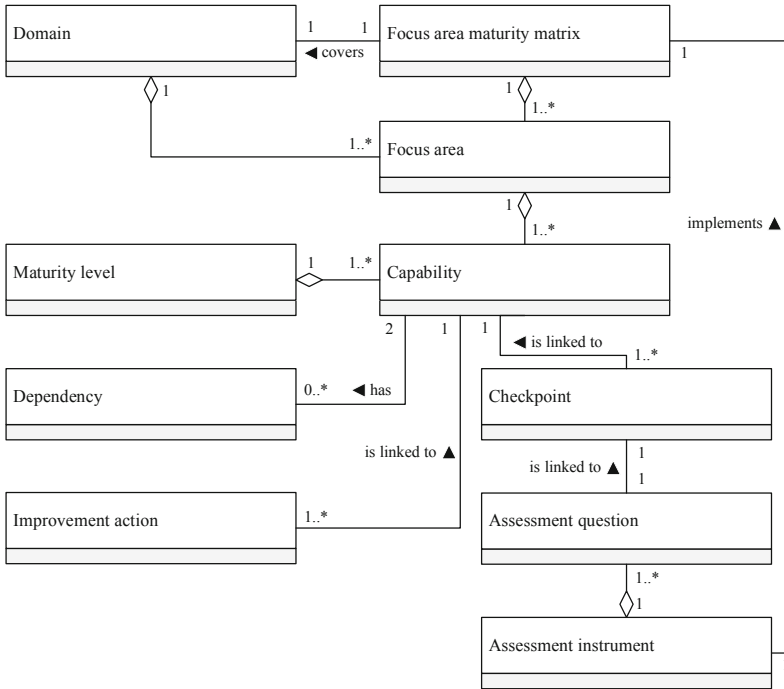 Domain
1
1
Focus area maturity matrix
◄ covers
1
1
1
1..*
1..*
Focus area
1
1..*
implements ▲
Maturity level
1
1..*
Capability
2
1
1
◄ is linked to
1..*
Dependency
0..*
◄ has
Checkpoint
is linked to ▲
1
is linked to ▲
1
Improvement action
1..*
Assessment question
1..*
1
Assessment instrument